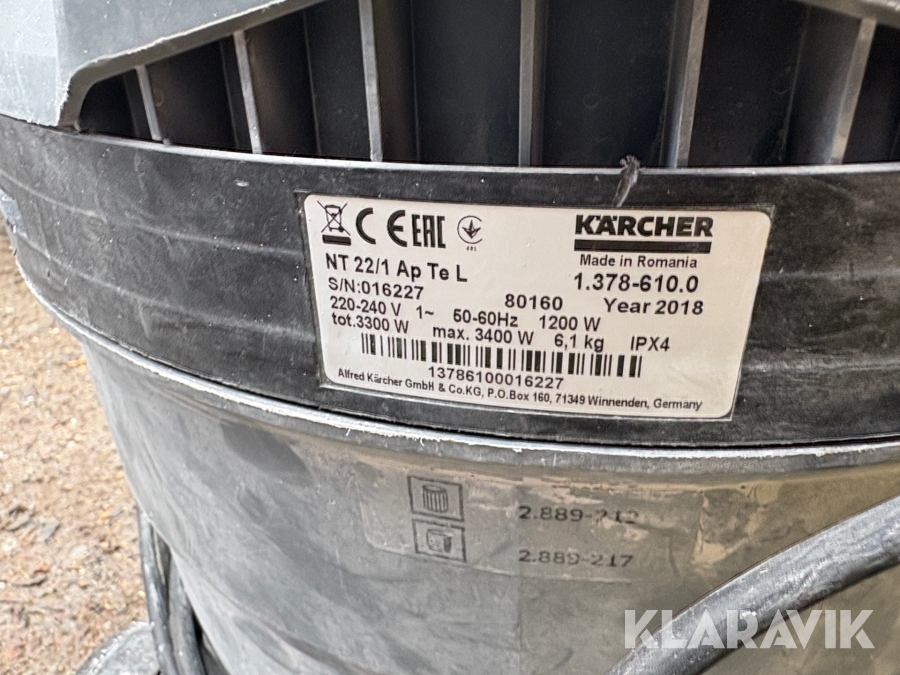 CE EAC
KÄRCHER
Made in Romania
NT 22/1 Ap Te L
1.378-610.0
S/N:016227
80160
Year 2018
220-240 V 1~ 50-60Hz 1200 W
tot.3300 W max. 3400 W 6,1 kg IPX4
13786100016227
Alfred Kärcher GmbH & Co.KG, P.O.Box 160, 71349 Winnenden, Germany
2.889-217
KLARAVIK